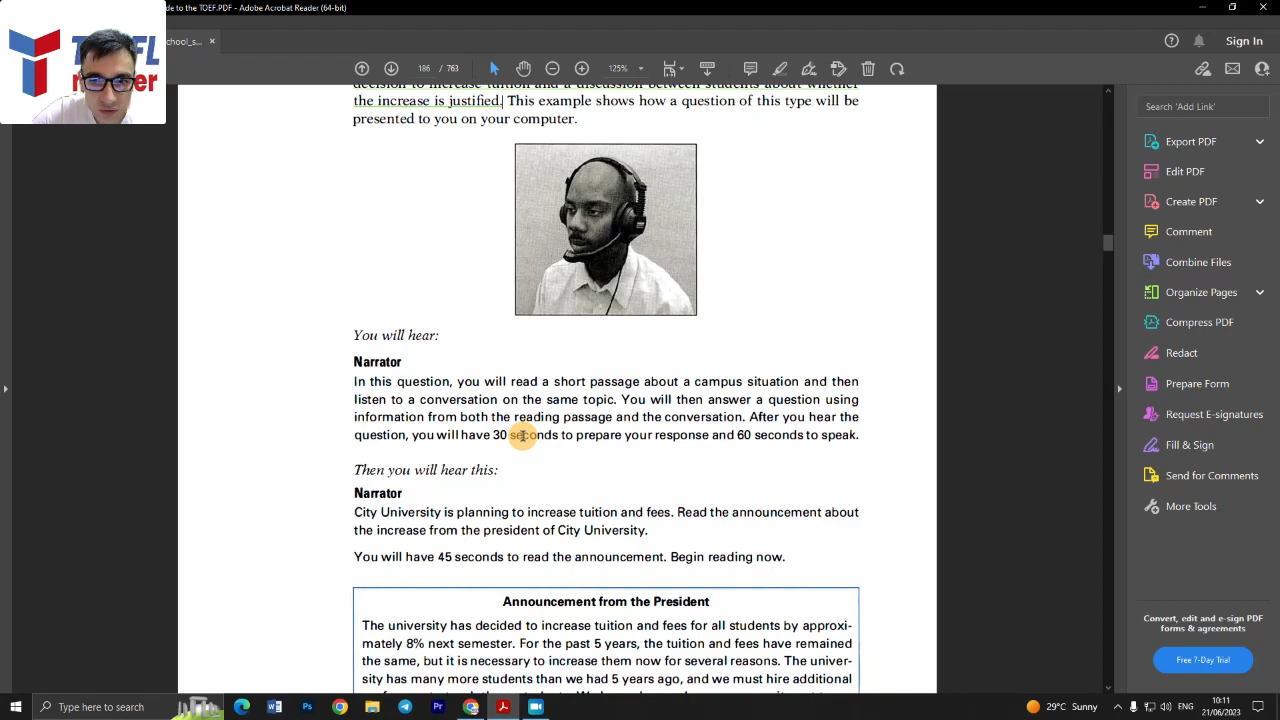 de to the TOEF.PDF - Adobe Acrobat Reader (64-bit)
chool_s...
Sign In
186 / 763
125%
the increase is justified. This example shows how a question of this type will be
presented to you on your computer.
You will hear:
Narrator
In this question, you will read a short passage about a campus situation and then
listen to a conversation on the same topic. You will then answer a question using
information from both the reading passage and the conversation. After you hear the
question, you will have 30 seconds to prepare your response and 60 seconds to speak.
Then you will hear this:
Narrator
City University is planning to increase tuition and fees. Read the announcement about
the increase from the president of City University.
You will have 45 seconds to read the announcement. Begin reading now.
Announcement from the President
The university has decided to increase tuition and fees for all students by approxi-
mately 8% next semester. For the past 5 years, the tuition and fees have remained
the same, but it is necessary to increase them now for several reasons. The univer-
sity has many more students than we had 5 years ago, and we must hire additional
Search 'Add Link'
Export PDF
Edit PDF
Create PDF
Comment
Combine Files
Organize Pages
Compress PDF
Redact
Prepare Form
Request E-signatures
Fill & Sign
Send for Comments
More Tools
Convert, edit and e-sign PDF
forms & agreements
Free 7-Day Trial
Type here to search
29°C Sunny
ENG
10:11
21/06/2023